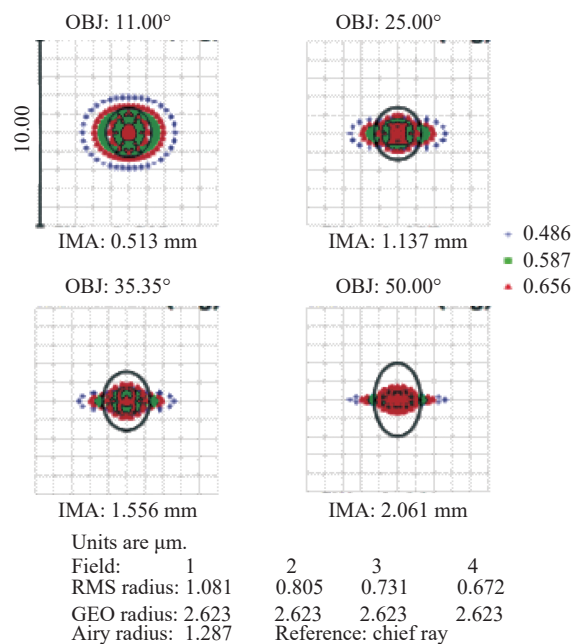 OBJ: 11.00° OBJ: 25.00°
10.00
IMA: 0.513 mm IMA: 1.137 mm
0.486
0.587
0.656
OBJ: 35.35° OBJ: 50.00°
IMA: 1.556 mm IMA: 2.061 mm
Units are μm.
Field: 1 2 3 4
RMS radius: 1.081 0.805 0.731 0.672
GEO radius: 2.623 2.623 2.623 2.623
Airy radius: 1.287 Reference: chief ray